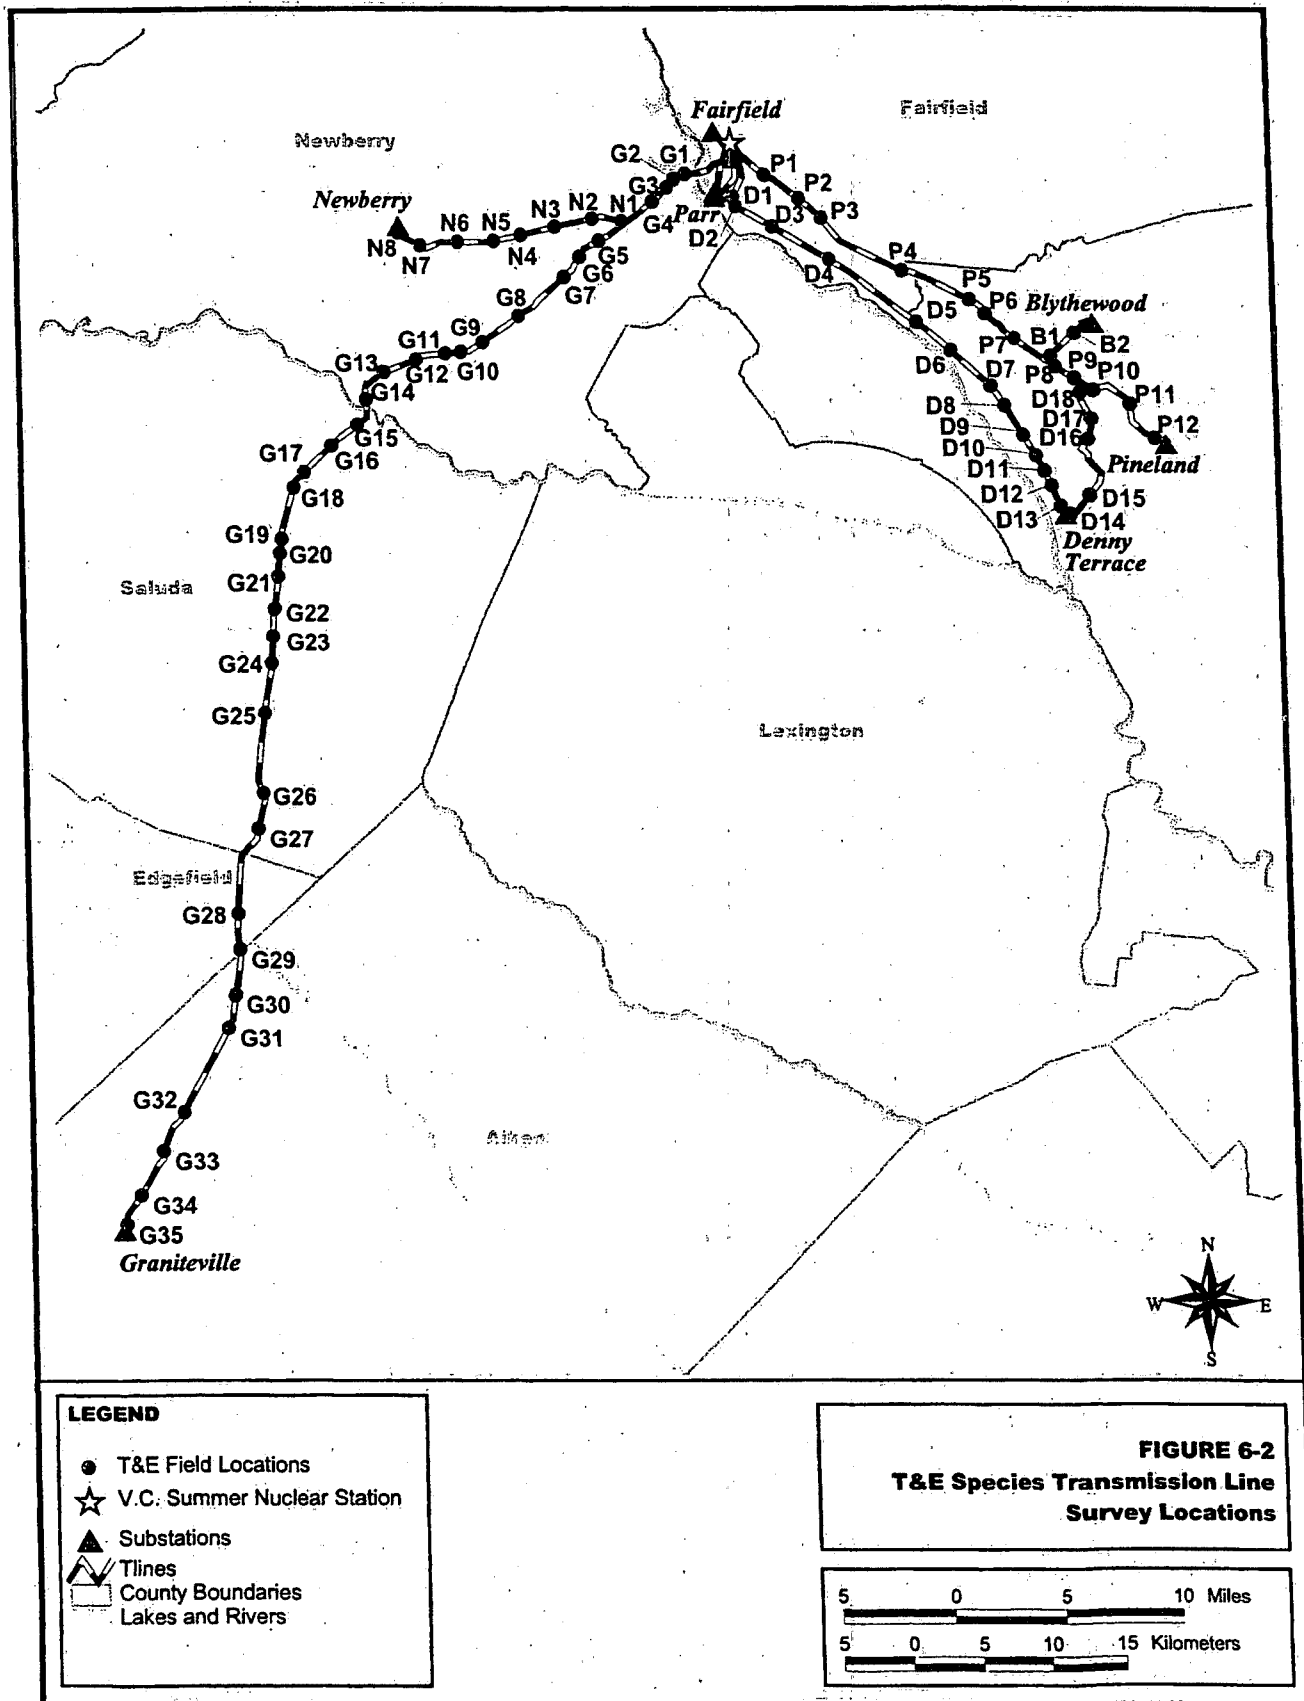 Fairfield
Fairfield
Newberry
G2
G1
P1
P2
P3
Newberry
G3
D1
N6
N5
N3
N2
N1
G4
Parr
D3
D2
N8
N7
N4
G5
D4
P4
G6
G7
P5
P6
Blythewood
G8
D5
P7
B1
B2
G9
G11
G10
G12
G13
D6
D7
P8
P9
P10
G14
D8
D18
P11
G15
D9
D17
P12
G16
D10
D16
G17
D11
Pineland
G18
D12
D15
D13
D14
G19
G20
Denny
Terrace
G21
Saluda
G22
G23
G24
G25
Lexington
G26
G27
Edgefield
G28
G29
G30
G31
G32
Aiken
G33
G34
G35
Graniteville
N
W
E
S
LEGEND
T&E Field Locations
V.C. Summer Nuclear Station
Substations
Tlines
County Boundaries
Lakes and Rivers
FIGURE 6-2
T&E Species Transmission Line
Survey Locations
5 0 5 10 Miles
5 0 5 10 15 Kilometers